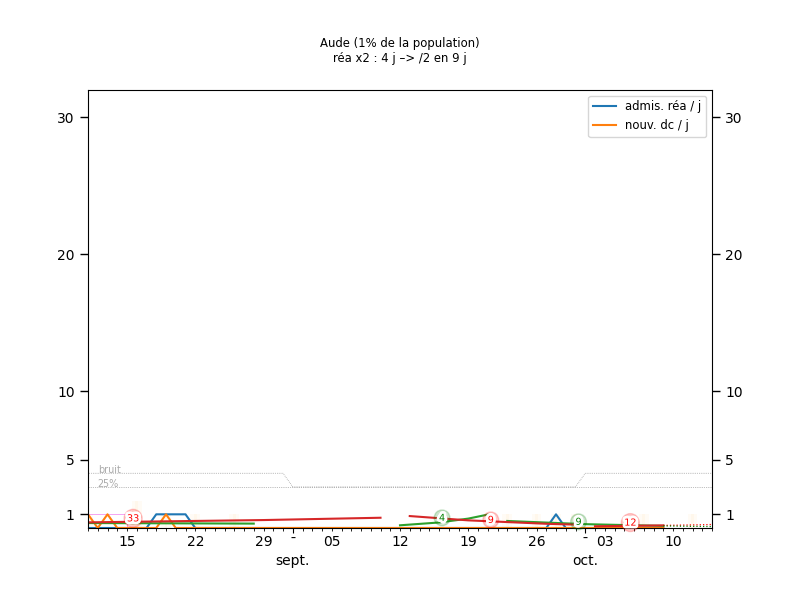 Aude (1% de la population)
réa x2 : 4 j –> /2 en 9 j
admis. réa / j
nouv. dc / j
30 30
20 20
10 10
5 5
bruit
25%
1 1
33 4 9 9 12
15 22 29 - 05 12 19 26 - 03 10
sept. oct.